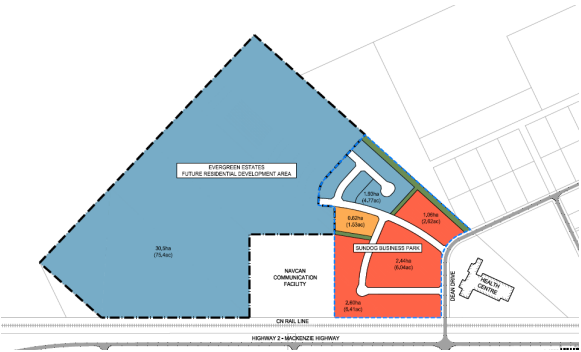 EVERGREEN ESTATES
FUTURE RESIDENTIAL DEVELOPMENT AREA
1.93ha
(4.77ac)
1.06ha
(2.62ac)
0.62ha
(1.53ac)
SUNDOG BUSINESS PARK
30.5ha
(75.4ac)
2.44ha
(6.04ac)
NAVCAN
COMMUNICATION
FACILITY
HEALTH
CENTRE
DEAN DRIVE
(6.41ac)
CN RAIL LINE
HIGHWAY 2 - MACKENZIE HIGHWAY